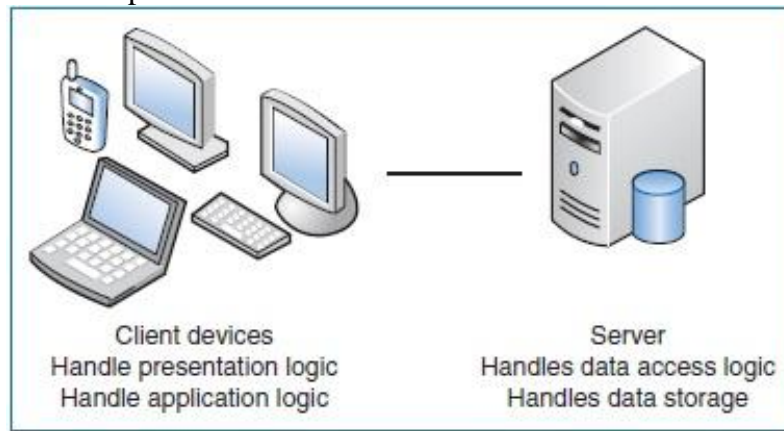 Client devices
Handle presentation logic
Handle application logic
Server
Handles data access logic
Handles data storage